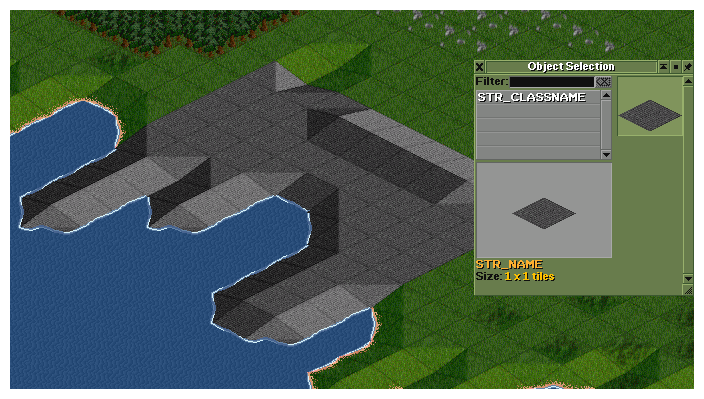 X Object Selection
Filter:
STR_CLASSNAME
STR_NAME
Size: 1 x 1 tiles